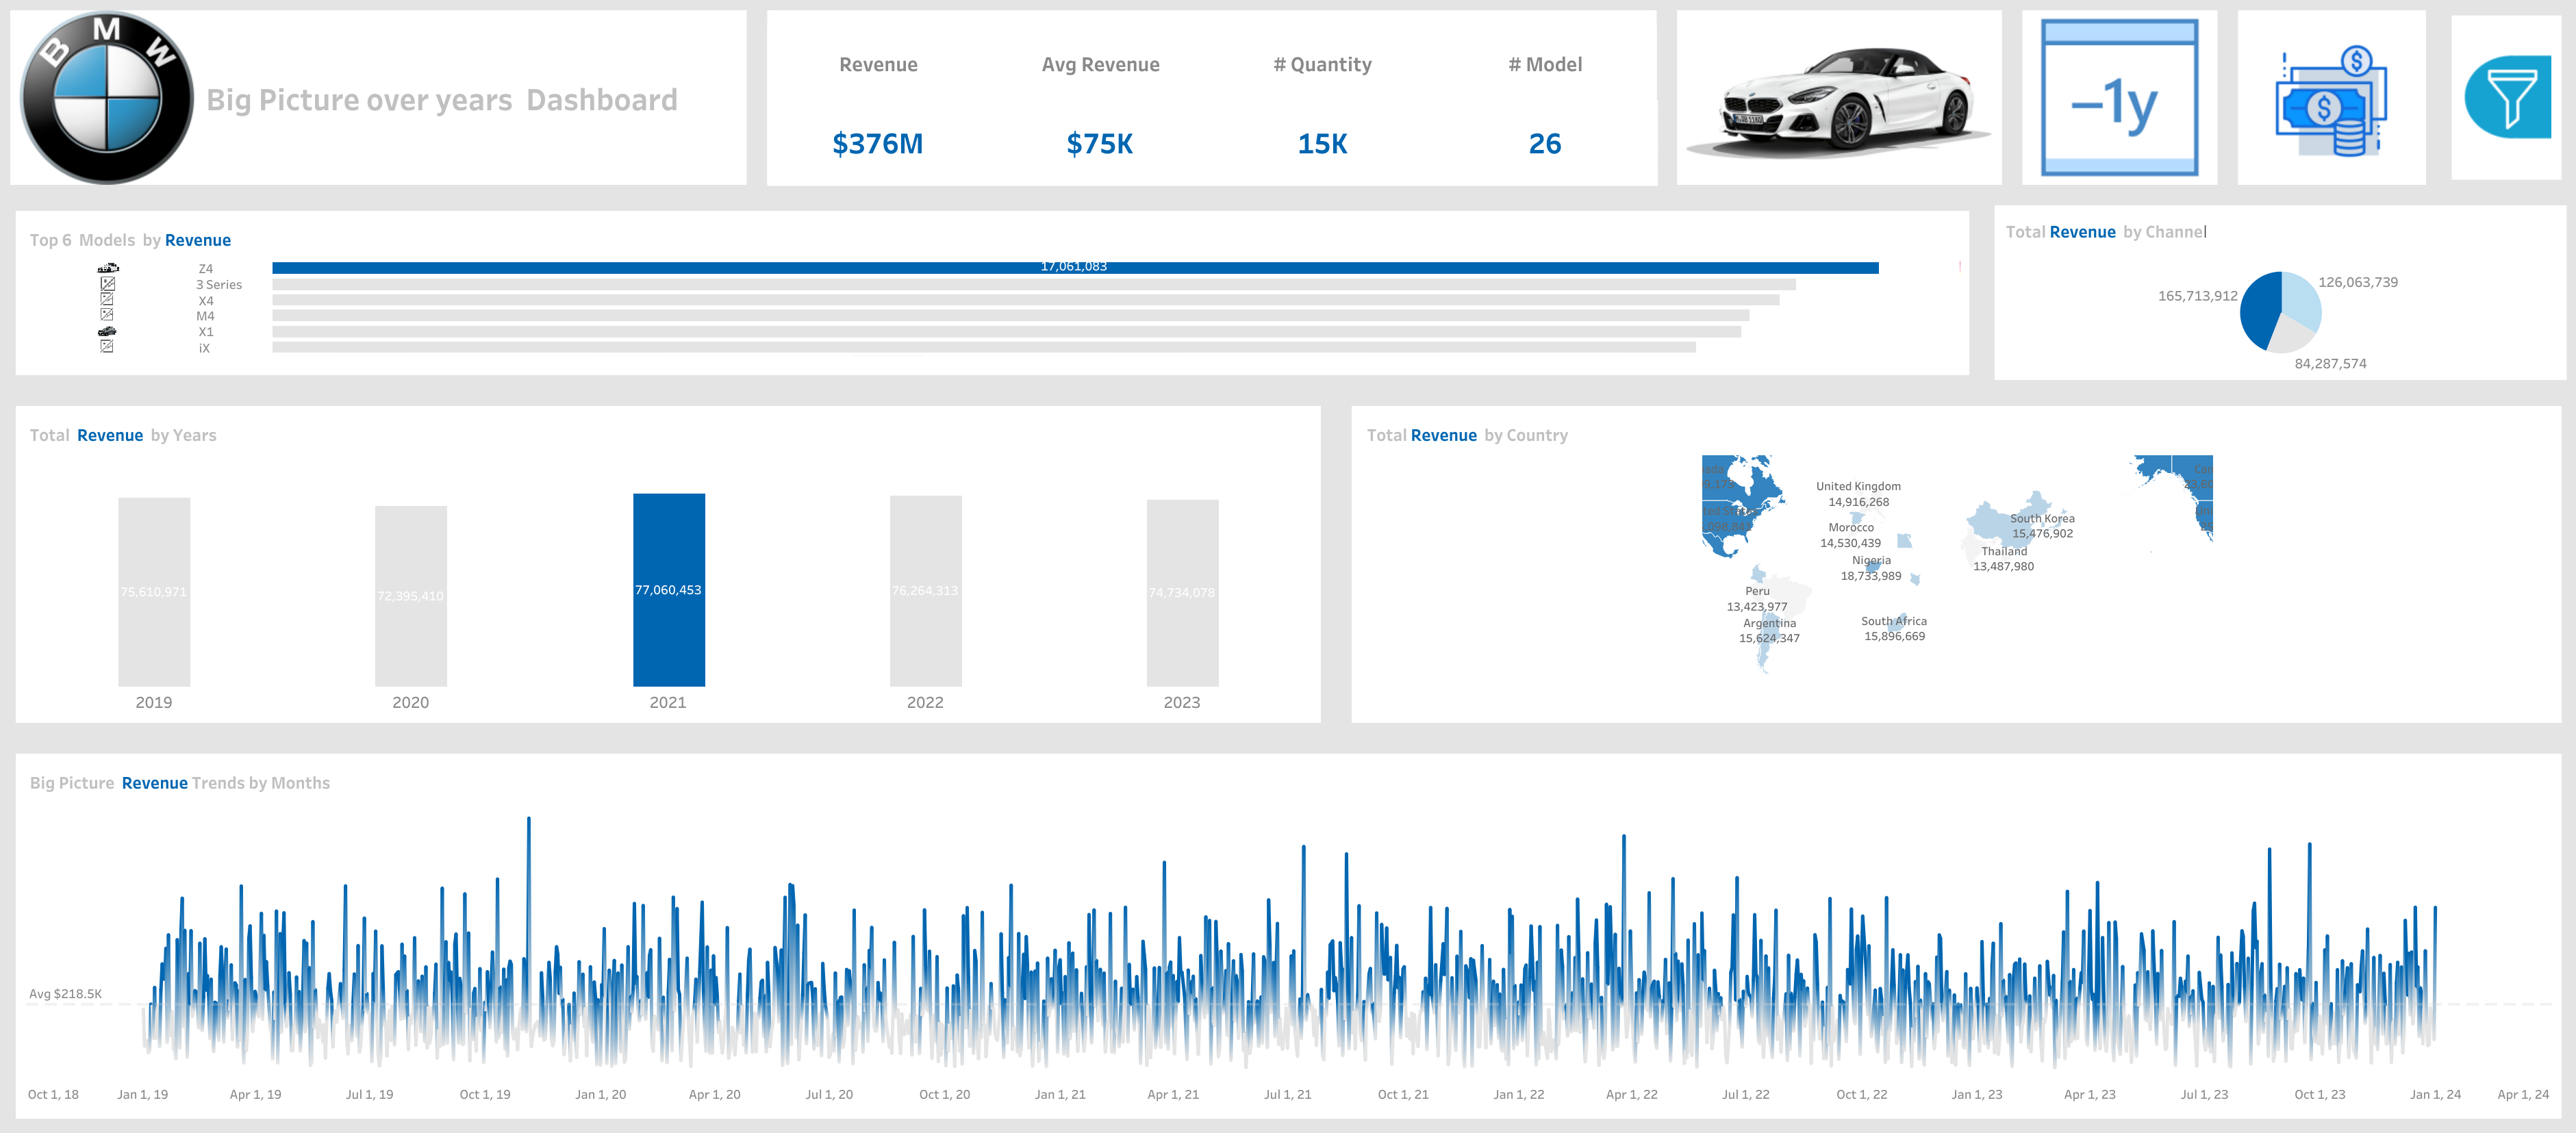 BMW
Big Picture over years Dashboard
Revenue
Avg Revenue
# Quantity
# Model
$376M
$75K
15K
26
–1y
Top 6 Models by Revenue
Z4
17,061,083
3 Series
X4
M4
X1
iX
Total Revenue by Channel
165,713,912
126,063,739
84,287,574
Total Revenue by Years
75,610,971
72,395,410
77,060,453
76,264,313
74,734,078
2019
2020
2021
2022
2023
Total Revenue by Country
United Kingdom
14,916,268
Morocco
14,530,439
Nigeria
18,733,989
South Korea
15,476,902
Thailand
13,487,980
Peru
13,423,977
Argentina
15,624,347
South Africa
15,896,669
Big Picture Revenue Trends by Months
Avg $218.5K
Oct 1, 18
Jan 1, 19
Apr 1, 19
Jul 1, 19
Oct 1, 19
Jan 1, 20
Apr 1, 20
Jul 1, 20
Oct 1, 20
Jan 1, 21
Apr 1, 21
Jul 1, 21
Oct 1, 21
Jan 1, 22
Apr 1, 22
Jul 1, 22
Oct 1, 22
Jan 1, 23
Apr 1, 23
Jul 1, 23
Oct 1, 23
Jan 1, 24
Apr 1, 24